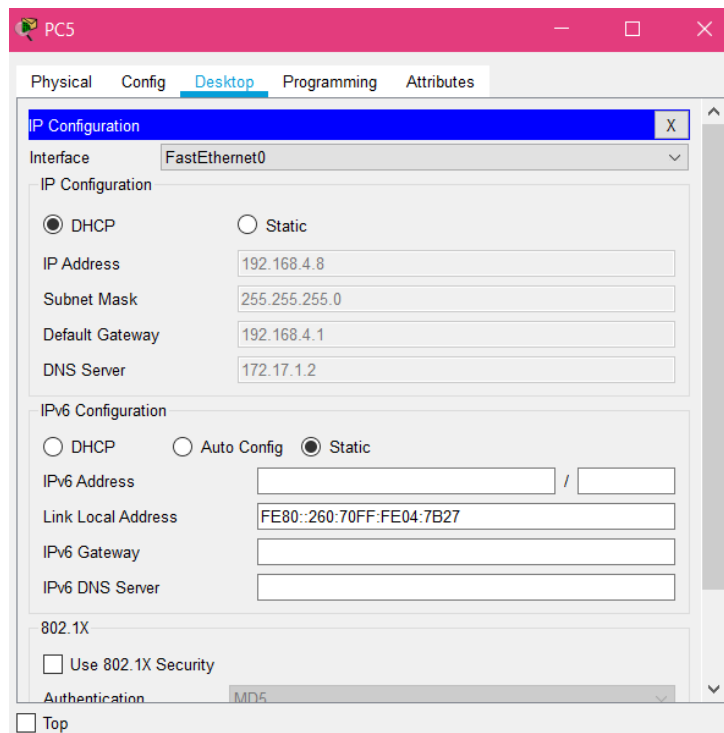 PC5
Physical Config Desktop Programming Attributes
IP Configuration X
Interface FastEthernet0
IP Configuration
DHCP Static
IP Address 192.168.4.8
Subnet Mask 255.255.255.0
Default Gateway 192.168.4.1
DNS Server 172.17.1.2
IPv6 Configuration
DHCP Auto Config Static
IPv6 Address /
Link Local Address FE80::260:70FF:FE04:7B27
IPv6 Gateway
IPv6 DNS Server
802.1X
Use 802.1X Security
Authentication MD5
Top